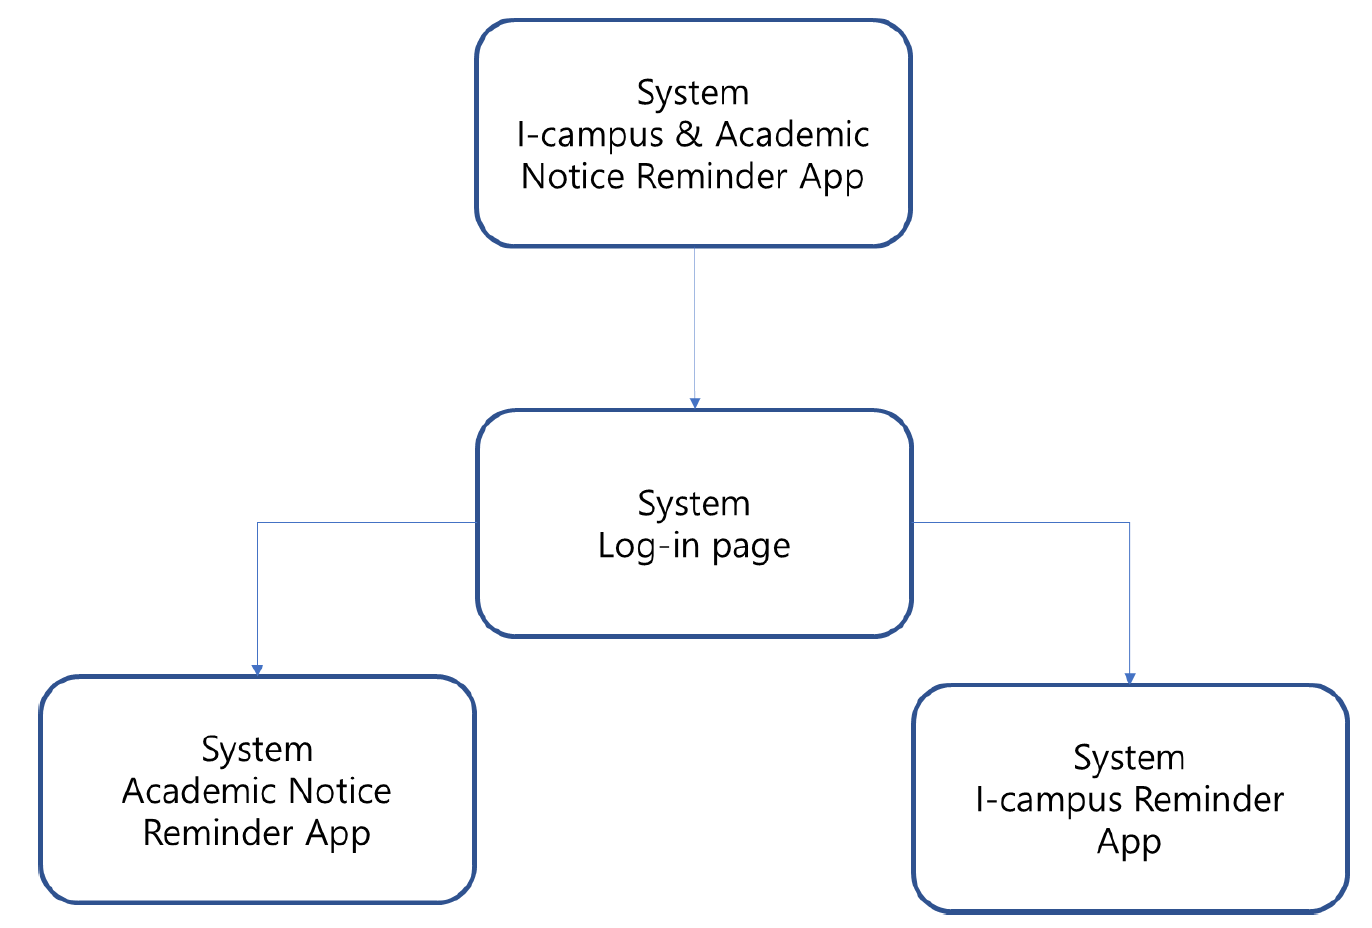 System
I-campus & Academic
Notice Reminder App
System
Log-in page
System
Academic Notice
Reminder App
System
I-campus Reminder
App